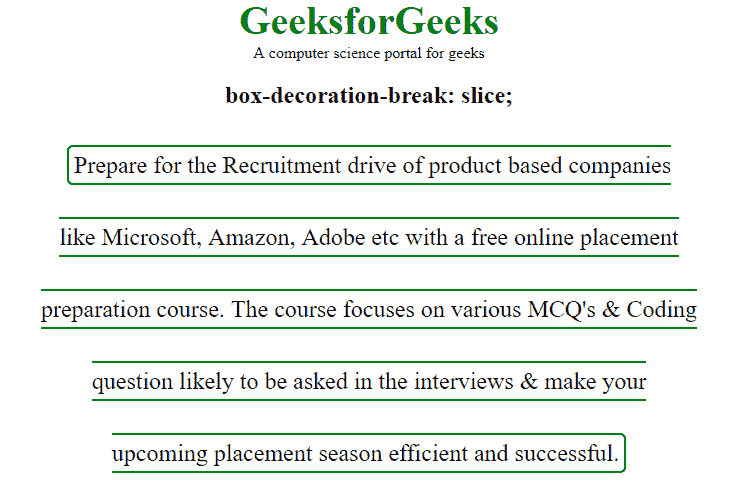 GeeksforGeeks
A computer science portal for geeks
box-decoration-break: slice;
Prepare for the Recruitment drive of product based companies
like Microsoft, Amazon, Adobe etc with a free online placement
preparation course. The course focuses on various MCQ's & Coding
question likely to be asked in the interviews & make your
upcoming placement season efficient and successful.